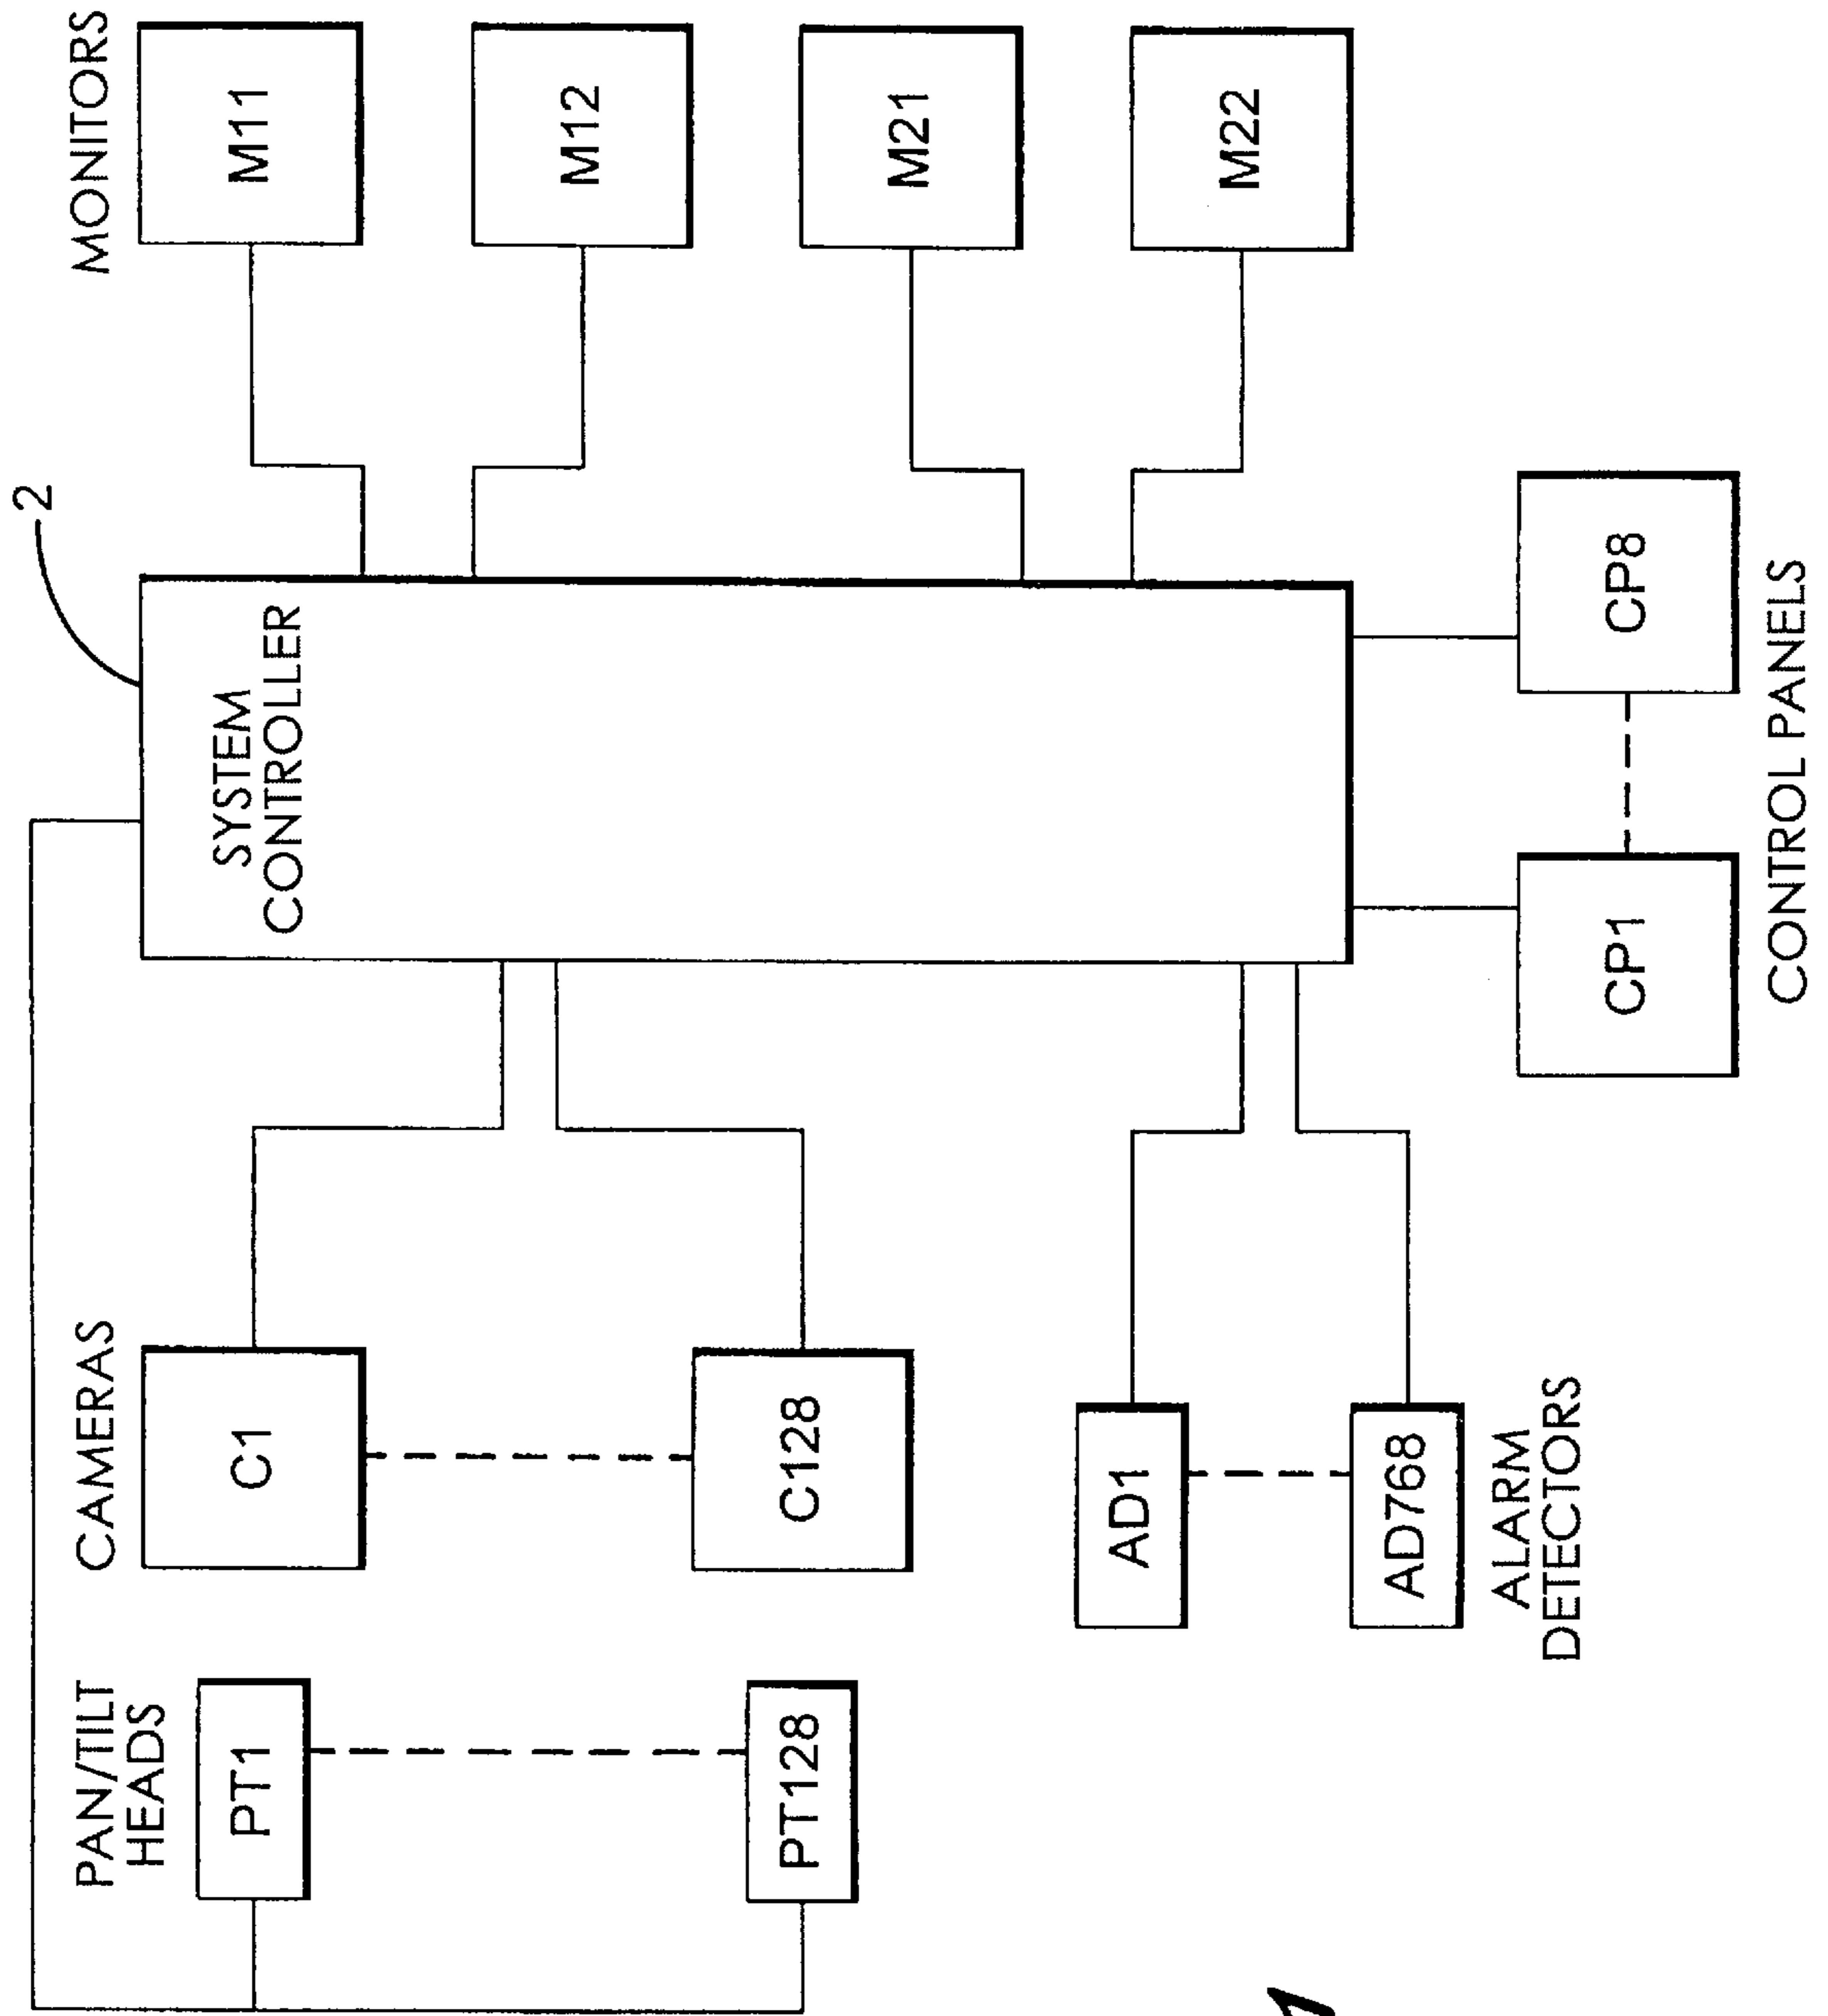 2
PAN/TILT
HEADS
CAMERAS
MONITORS
SYSTEM
CONTROLLER
PT1
C1
M11
M12
PT128
C128
M21
AD1
M22
AD768
ALARM
DETECTORS
CP1
CP8
CONTROL PANELS